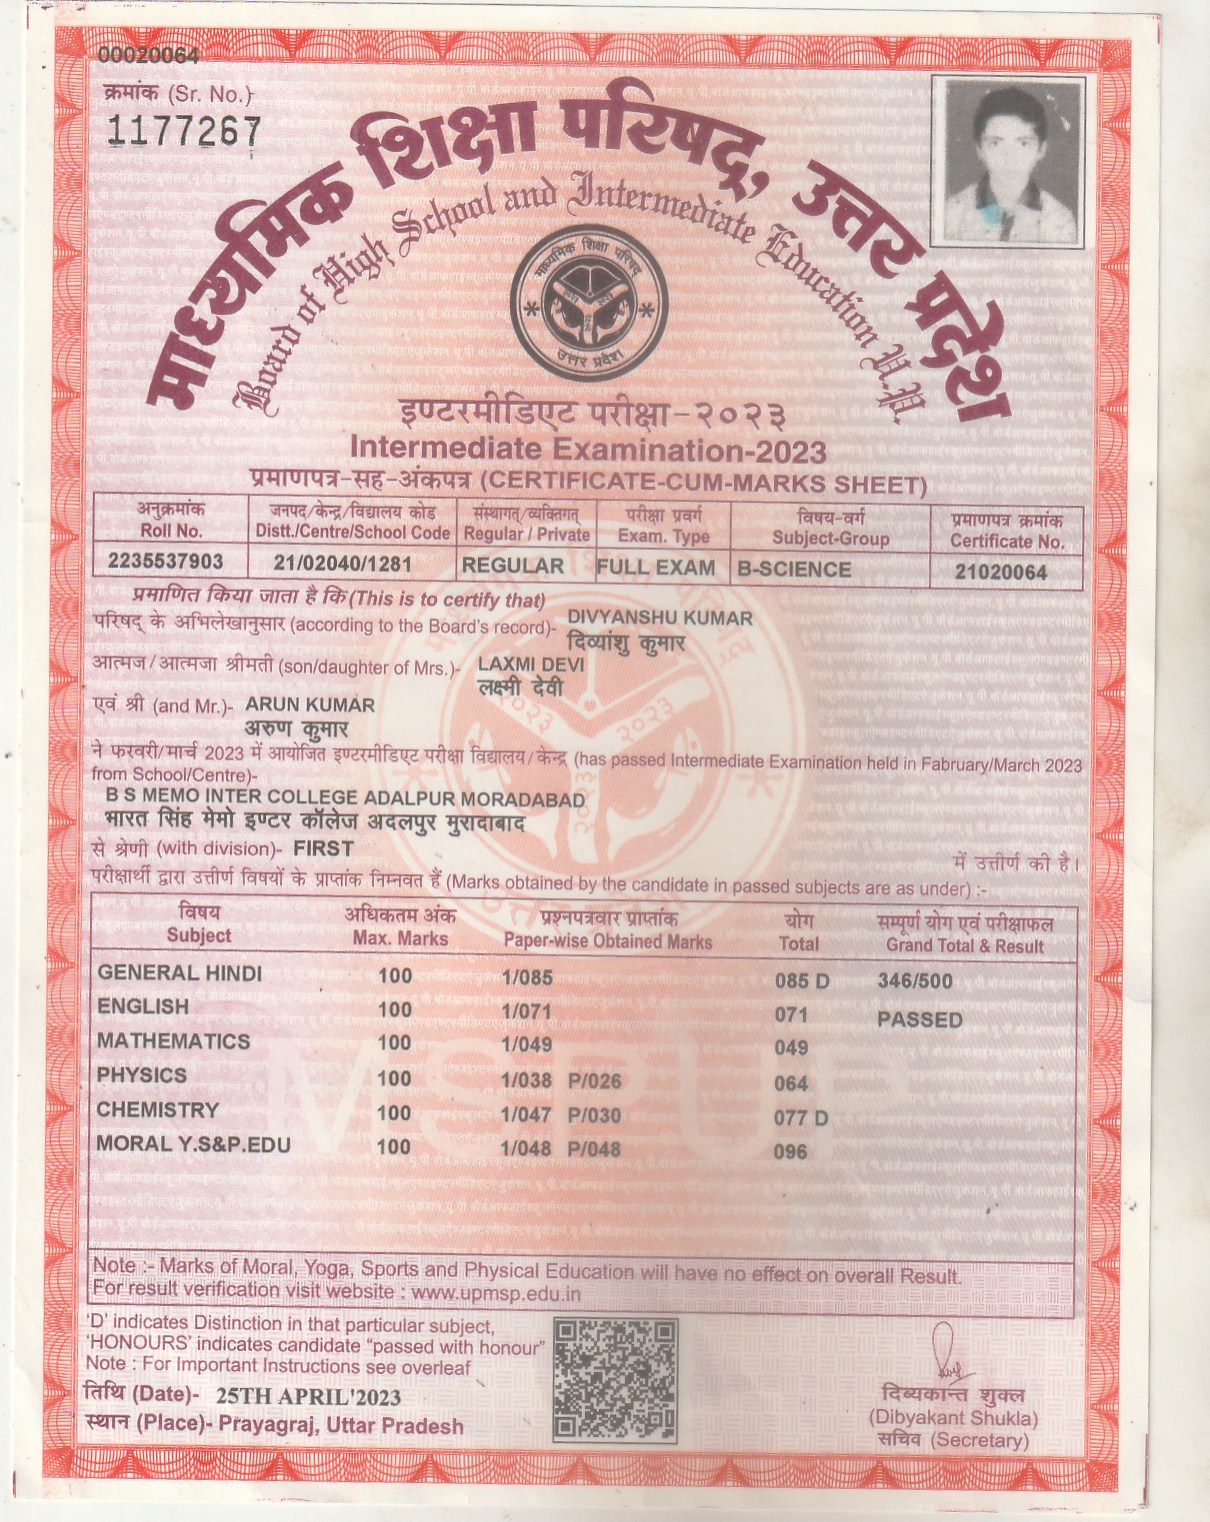 00020064
क्रमांक (Sr. No.)
1177267
माध्यमिक शिक्षा परिषद्, उत्तर प्रदेश
Board of High School and Intermediate Education U.P.
माध्यमिक शिक्षा परिषद्
उत्तर प्रदेश
इण्टरमीडिएट परीक्षा-२०२३
Intermediate Examination-2023
प्रमाणपत्र-सह-अंकपत्र (CERTIFICATE-CUM-MARKS SHEET)
अनुक्रमांक जनपद/केन्द्र/विद्यालय कोड संस्थागत्/व्यक्तिगत् परीक्षा प्रवर्ग विषय-वर्ग प्रमाणपत्र क्रमांक
Roll No. Distt./Centre/School Code Regular / Private Exam. Type Subject-Group Certificate No.
2235537903 21/02040/1281 REGULAR FULL EXAM B-SCIENCE 21020064
प्रमाणित किया जाता है कि (This is to certify that)
परिषद् के अभिलेखानुसार (according to the Board's record)- DIVYANSHU KUMAR
दिव्यांशु कुमार
आत्मज/आत्मजा श्रीमती (son/daughter of Mrs.)- LAXMI DEVI
लक्ष्मी देवी
एवं श्री (and Mr.)- ARUN KUMAR
अरुण कुमार
ने फरवरी/मार्च 2023 में आयोजित इण्टरमीडिएट परीक्षा विद्यालय/केन्द्र (has passed Intermediate Examination held in Fabruary/March 2023
from School/Centre)-
B S MEMO INTER COLLEGE ADALPUR MORADABAD
भारत सिंह मेमो इण्टर कॉलेज अदलपुर मुरादाबाद
से श्रेणी (with division)- FIRST में उत्तीर्ण की है।
परीक्षार्थी द्वारा उत्तीर्ण विषयों के प्राप्तांक निम्नवत हैं (Marks obtained by the candidate in passed subjects are as under) :-
विषय अधिकतम अंक प्रश्नपत्रवार प्राप्तांक योग सम्पूर्ण योग एवं परीक्षाफल
Subject Max. Marks Paper-wise Obtained Marks Total Grand Total & Result
GENERAL HINDI 100 1/085 085 D 346/500
ENGLISH 100 1/071 071 PASSED
MATHEMATICS 100 1/049 049
PHYSICS 100 1/038 P/026 064
CHEMISTRY 100 1/047 P/030 077 D
MORAL Y.S&P.EDU 100 1/048 P/048 096
Note :- Marks of Moral, Yoga, Sports and Physical Education will have no effect on overall Result.
For result verification visit website : www.upmsp.edu.in
'D' indicates Distinction in that particular subject,
'HONOURS' indicates candidate "passed with honour"
Note : For Important Instructions see overleaf
तिथि (Date)- 25TH APRIL'2023
स्थान (Place)- Prayagraj, Uttar Pradesh
दिब्यकान्त शुक्ल
(Dibyakant Shukla)
सचिव (Secretary)